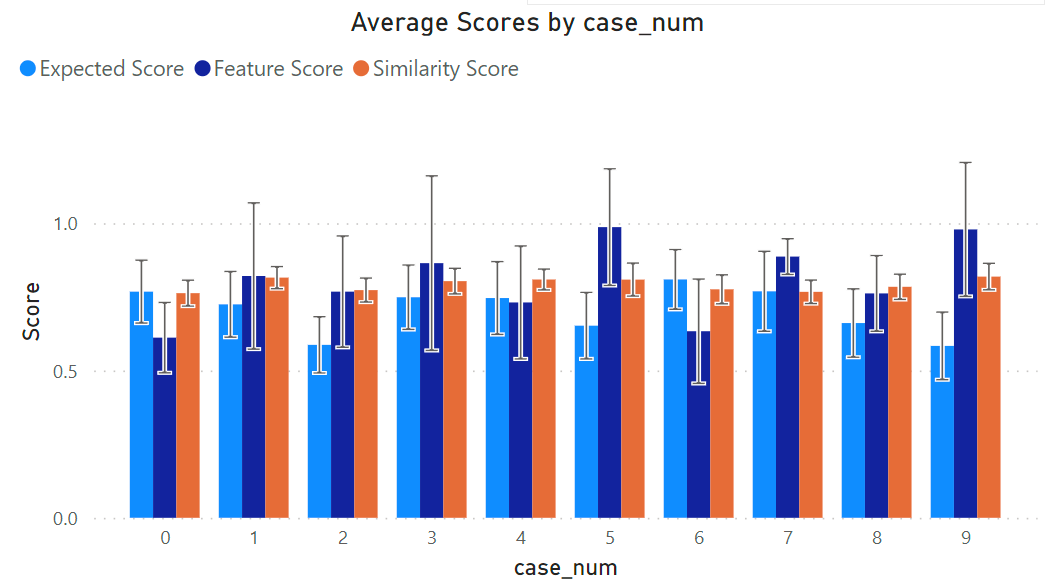 Average Scores by case_num
Expected Score Feature Score Similarity Score
1.0
0.5
0.0
Score
0 1 2 3 4 5 6 7 8 9
case_num